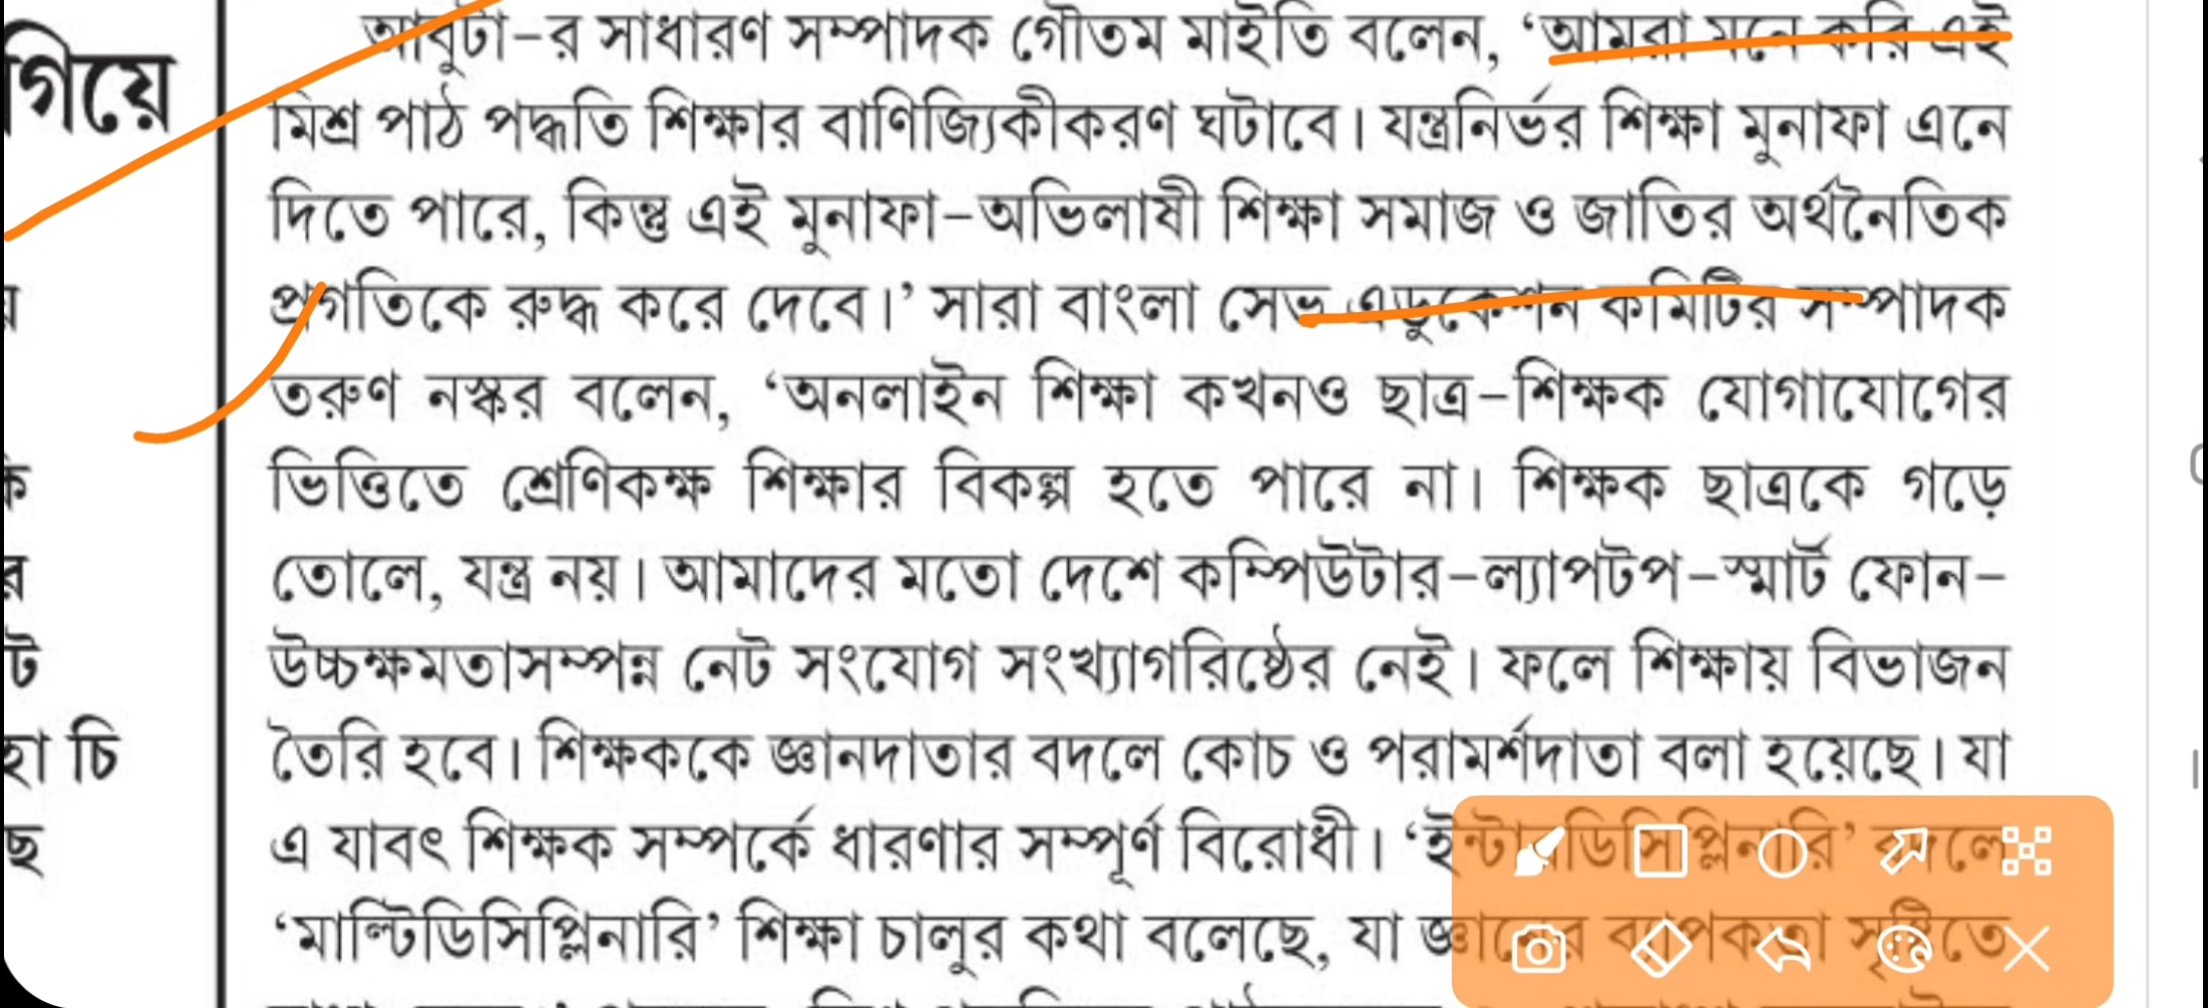 গিয়ে
আবুটা–র সাধারণ সম্পাদক গৌতম মাইতি বলেন, ‘আমরা মনে করি এই
মিশ্র পাঠ পদ্ধতি শিক্ষার বাণিজ্যিকীকরণ ঘটাবে। যন্ত্রনির্ভর শিক্ষা মুনাফা এনে
দিতে পারে, কিন্তু এই মুনাফা–অভিলাষী শিক্ষা সমাজ ও জাতির অর্থনৈতিক
প্রগতিকে রুদ্ধ করে দেবে।’ সারা বাংলা সেভ এডুকেশন কমিটির সম্পাদক
তরুণ নস্কর বলেন, ‘অনলাইন শিক্ষা কখনও ছাত্র–শিক্ষক যোগাযোগের
ভিত্তিতে শ্রেণিকক্ষ শিক্ষার বিকল্প হতে পারে না। শিক্ষক ছাত্রকে গড়ে
তোলে, যন্ত্র নয়। আমাদের মতো দেশে কম্পিউটার–ল্যাপটপ–স্মার্ট ফোন–
উচ্চক্ষমতাসম্পন্ন নেট সংযোগ সংখ্যাগরিষ্ঠের নেই। ফলে শিক্ষায় বিভাজন
তৈরি হবে। শিক্ষককে জ্ঞানদাতার বদলে কোচ ও পরামর্শদাতা বলা হয়েছে। যা
এ যাবৎ শিক্ষক সম্পর্কে ধারণার সম্পূর্ণ বিরোধী। ‘ইন্টারডিসিপ্লিনারি’ বদলে
‘মাল্টিডিসিপ্লিনারি’ শিক্ষা চালুর কথা বলেছে, যা জ্ঞানের ব্যাপকতা সৃষ্টিতে